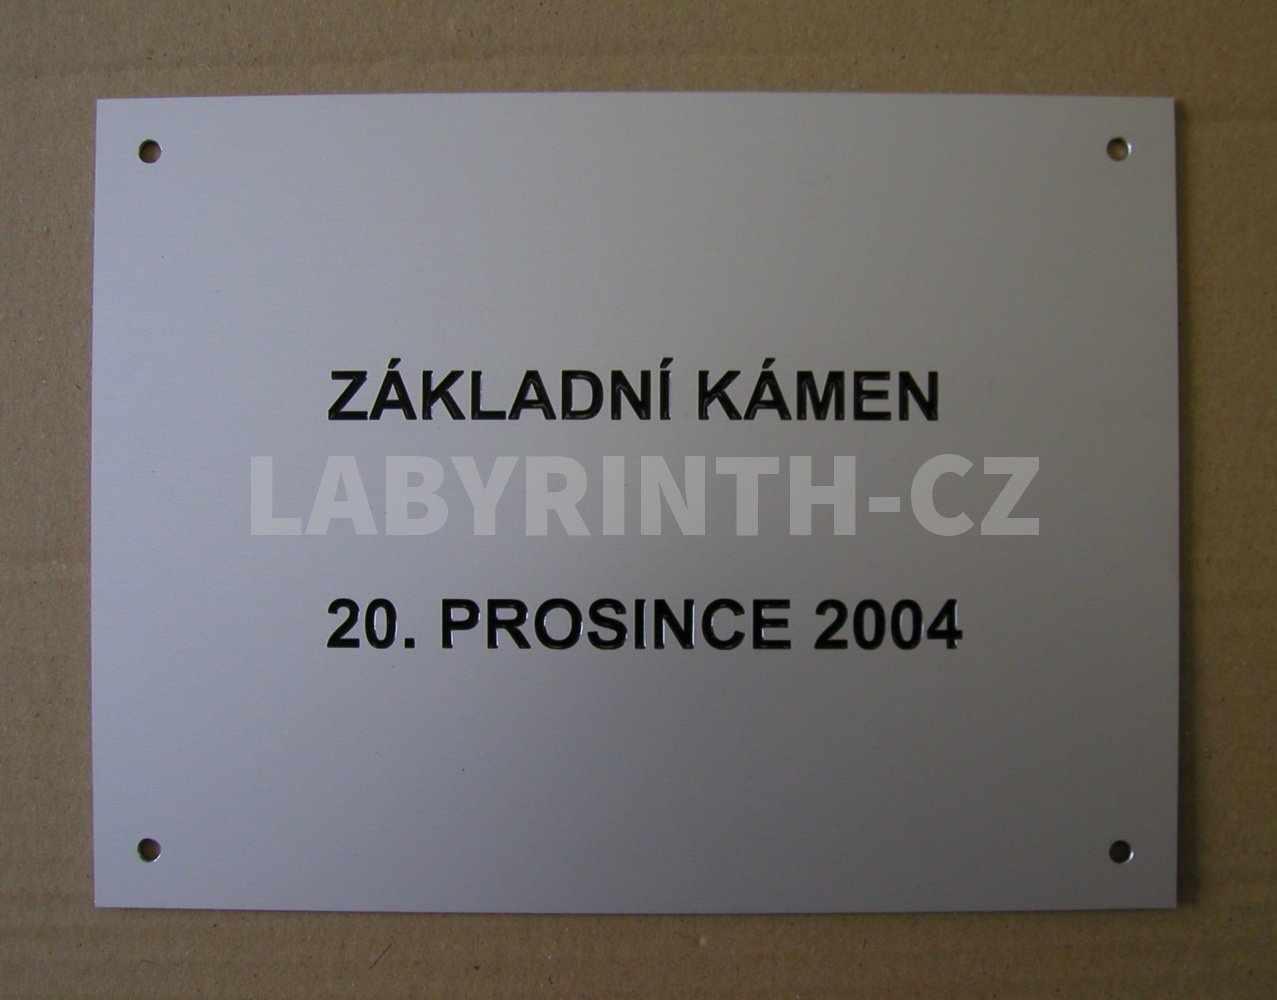 ZÁKLADNÍ KÁMEN
LABYRINTH-CZ
20. PROSINCE 2004